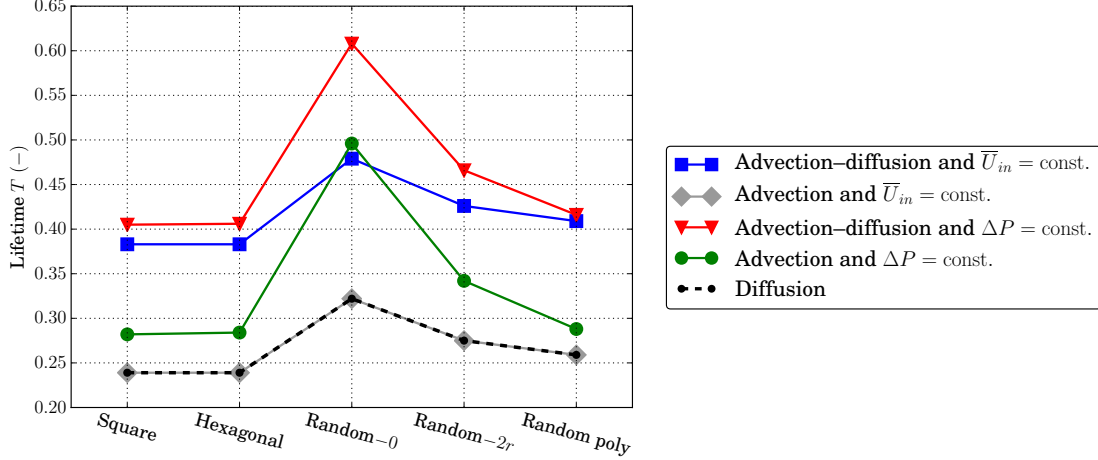 0.65
0.60
0.55
0.50
0.45
0.40
0.35
0.30
0.25
0.20
Lifetime T (−)
Square
Hexagonal
Random−0
Random−2r
Random poly
Advection–diffusion and U̅_in = const.
Advection and U̅_in = const.
Advection–diffusion and ΔP = const.
Advection and ΔP = const.
Diffusion